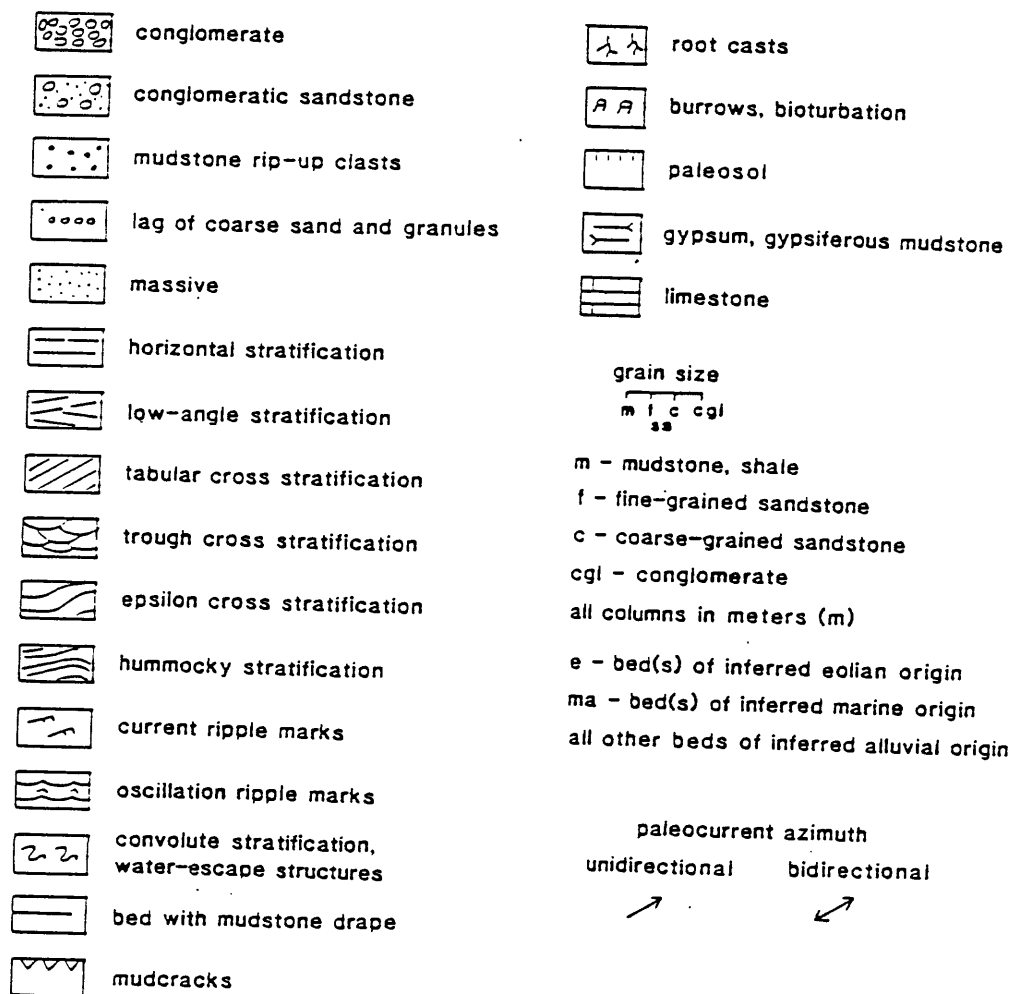 conglomerate
conglomeratic sandstone
mudstone rip-up clasts
lag of coarse sand and granules
massive
horizontal stratification
low-angle stratification
tabular cross stratification
trough cross stratification
epsilon cross stratification
hummocky stratification
current ripple marks
oscillation ripple marks
convolute stratification,
water-escape structures
bed with mudstone drape
mudcracks
root casts
burrows, bioturbation
paleosol
gypsum, gypsiferous mudstone
limestone
grain size
m f c cgl
ss
m - mudstone, shale
f - fine-grained sandstone
c - coarse-grained sandstone
cgl - conglomerate
all columns in meters (m)
e - bed(s) of inferred eolian origin
ma - bed(s) of inferred marine origin
all other beds of inferred alluvial origin
paleocurrent azimuth
unidirectional bidirectional